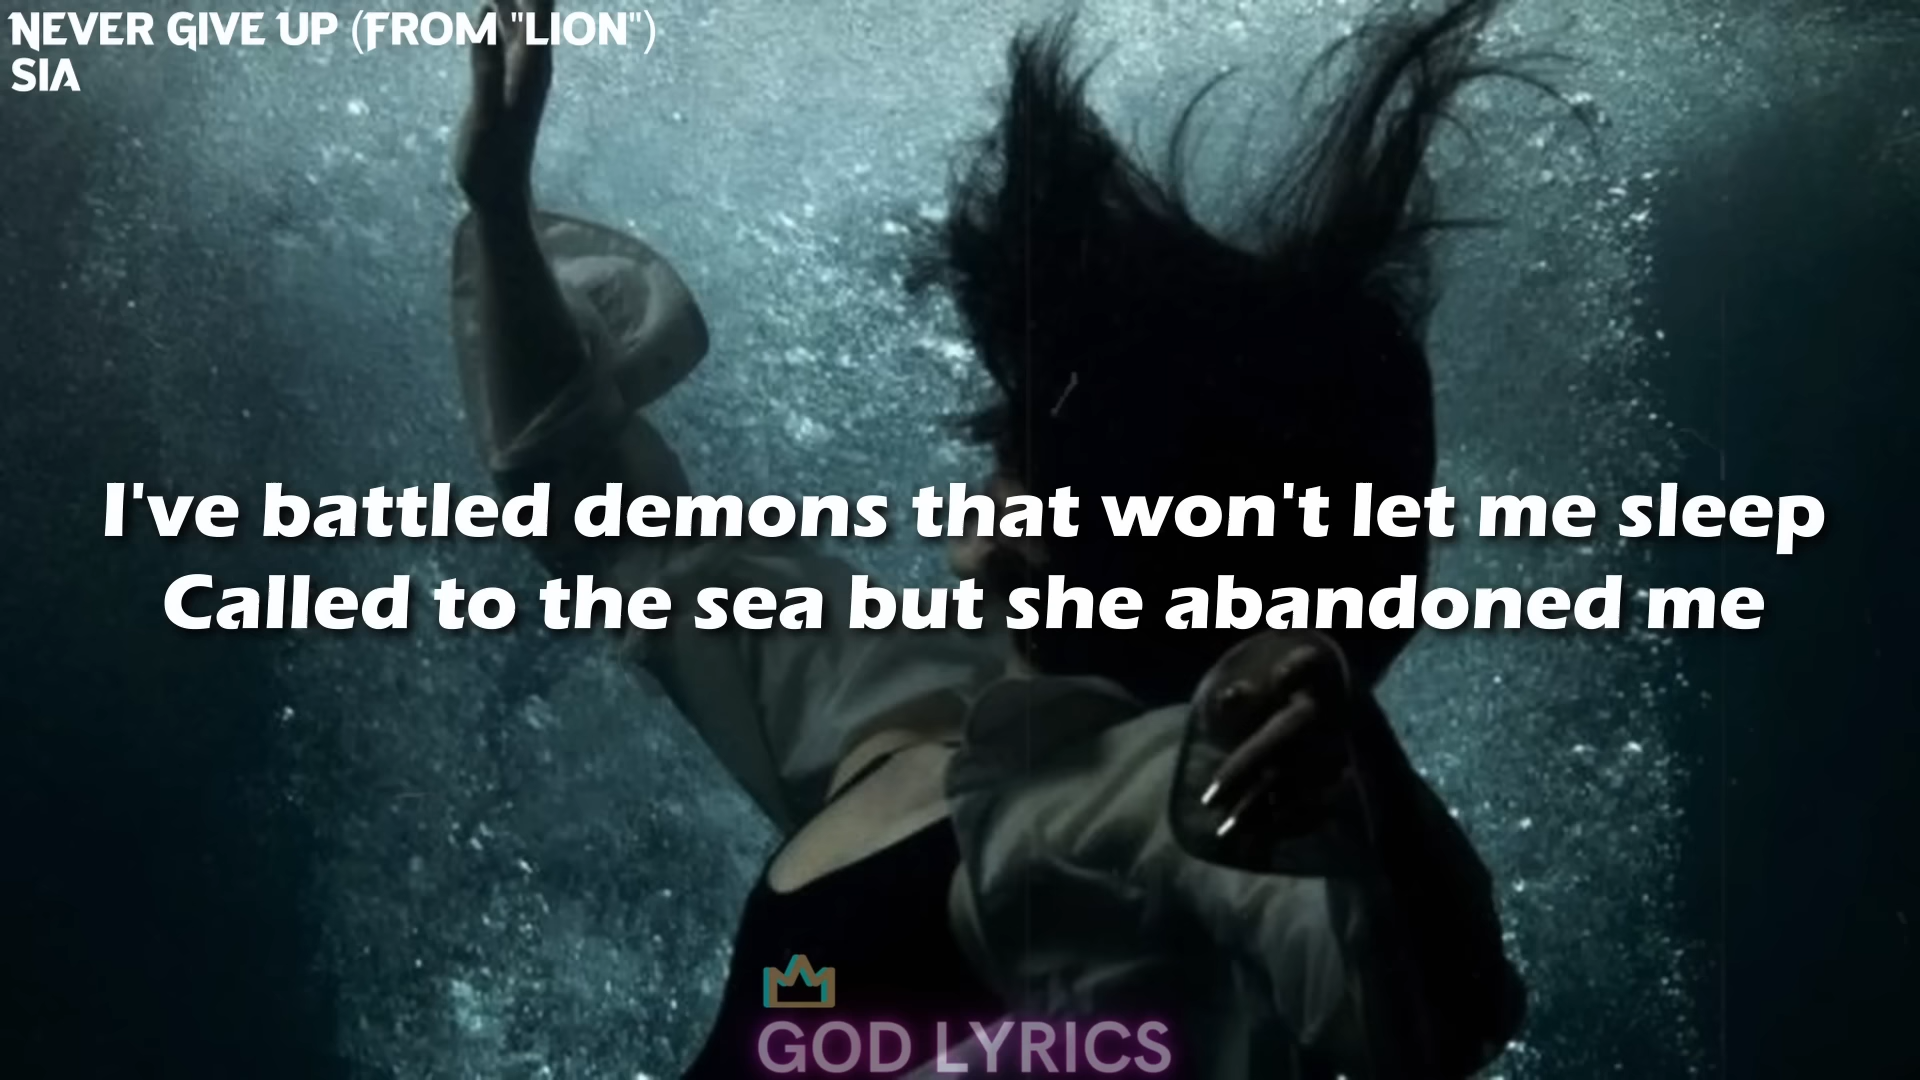 NEVER GIVE UP (FROM "LION")
SIA
I've battled demons that won't let me sleep
Called to the sea but she abandoned me
GOD LYRICS